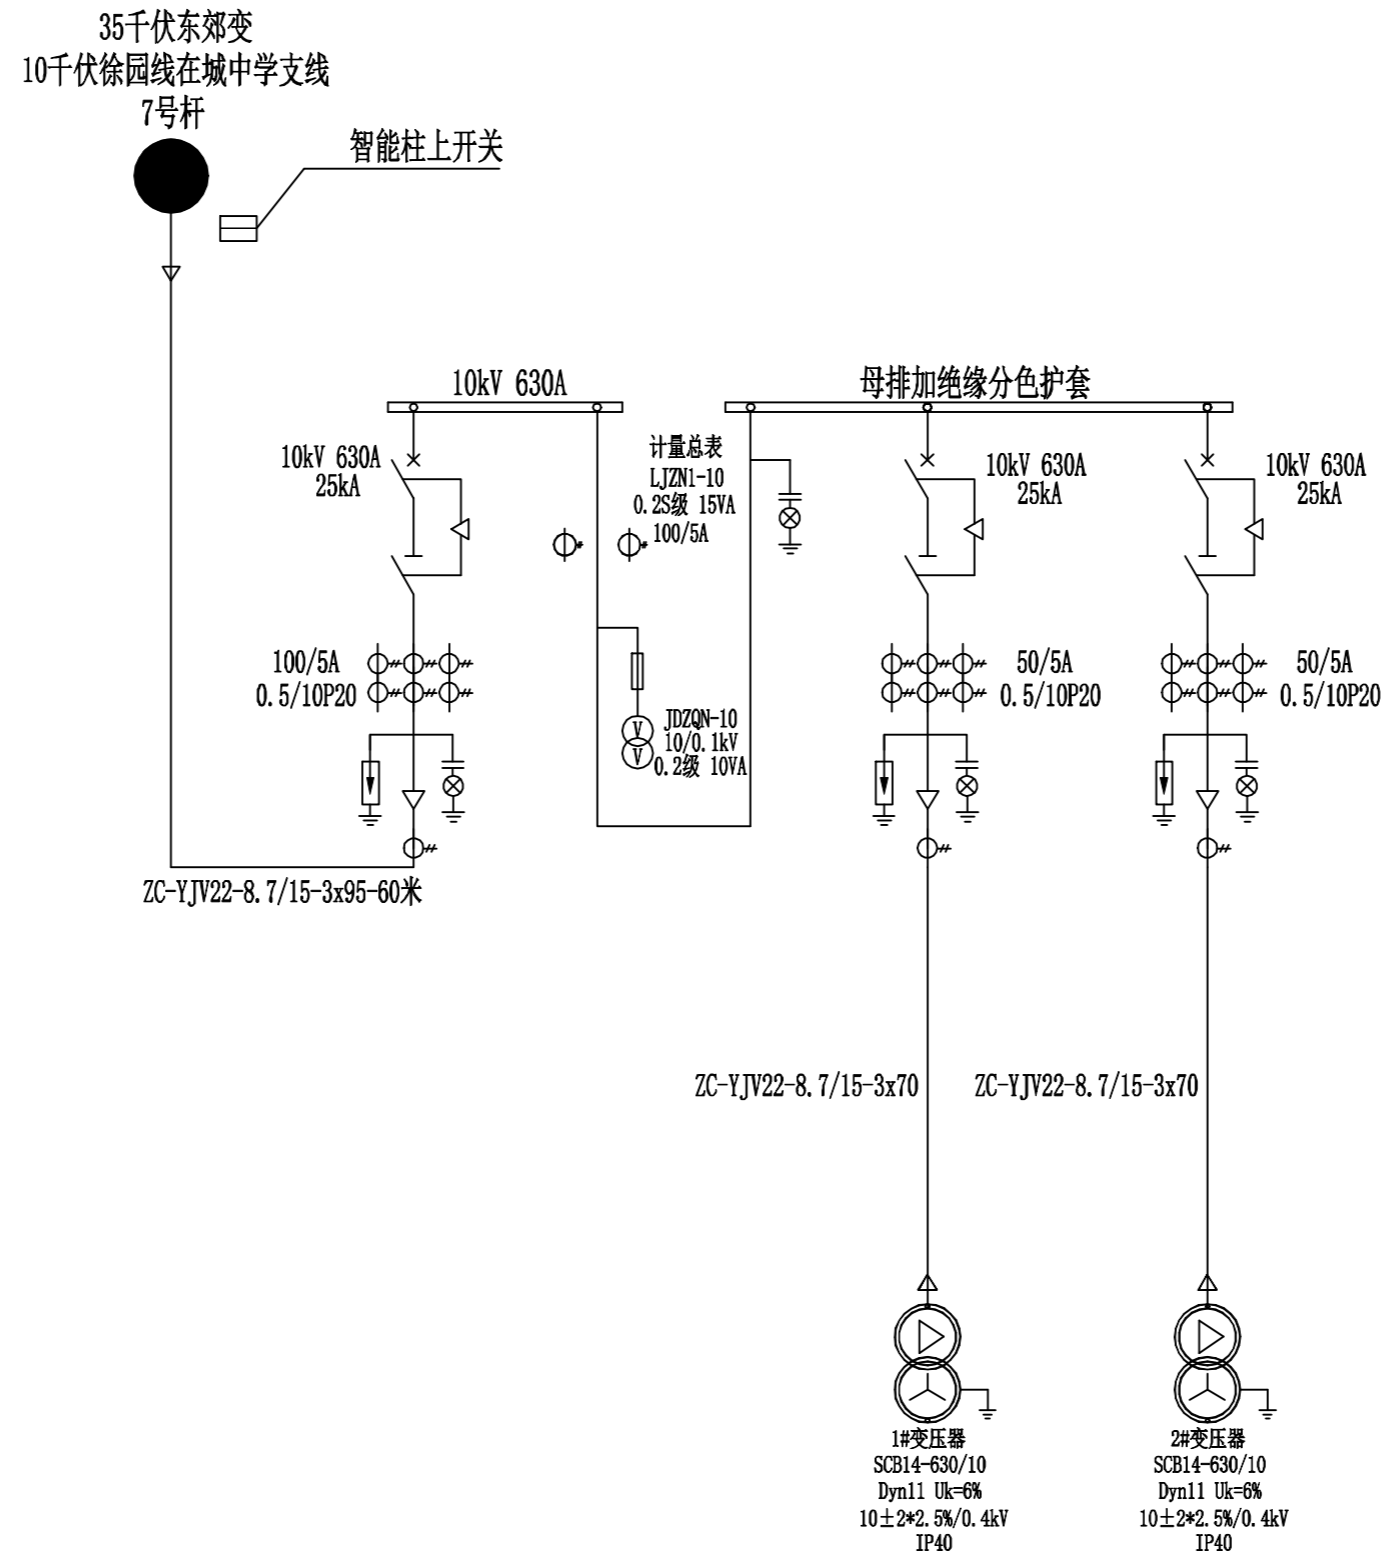 35千伏东郊变
10千伏徐园线在城中学支线
7号杆
智能柱上开关
10kV 630A
母排加绝缘分色护套
10kV 630A
25kA
计量总表
LJZN1-10
0.2S级 15VA
100/5A
10kV 630A
25kA
10kV 630A
25kA
100/5A
0.5/10P20
JDZQN-10
10/0.1kV
0.2级 10VA
V
V
50/5A
0.5/10P20
50/5A
0.5/10P20
ZC-YJV22-8.7/15-3x95-60米
ZC-YJV22-8.7/15-3x70
ZC-YJV22-8.7/15-3x70
1#变压器
SCB14-630/10
Dyn11 Uk=6%
10±2*2.5%/0.4kV
IP40
2#变压器
SCB14-630/10
Dyn11 Uk=6%
10±2*2.5%/0.4kV
IP40